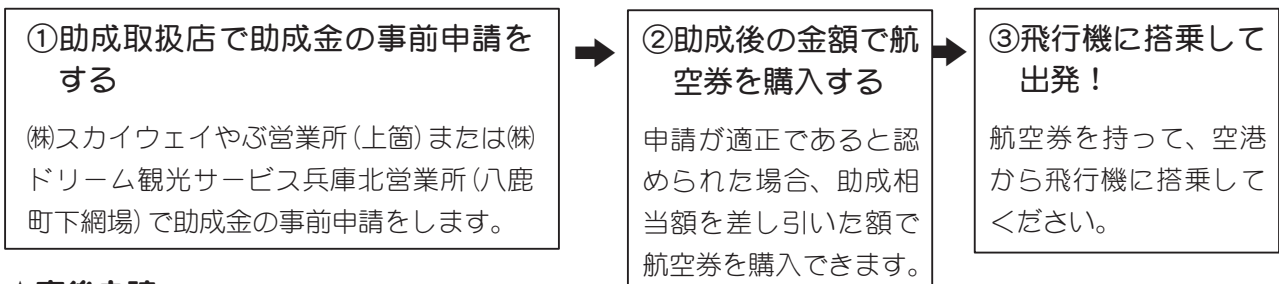 ①助成取扱店で助成金の事前申請を
する
㈱スカイウェイやぶ営業所(上箇)または㈱
ドリーム観光サービス兵庫北営業所(八鹿
町下網場)で助成金の事前申請をします。
➡
②助成後の金額で航
空券を購入する
申請が適正であると認
められた場合、助成相
当額を差し引いた額で
航空券を購入できます。
➡
③飛行機に搭乗して
出発！
航空券を持って、空港
から飛行機に搭乗して
ください。